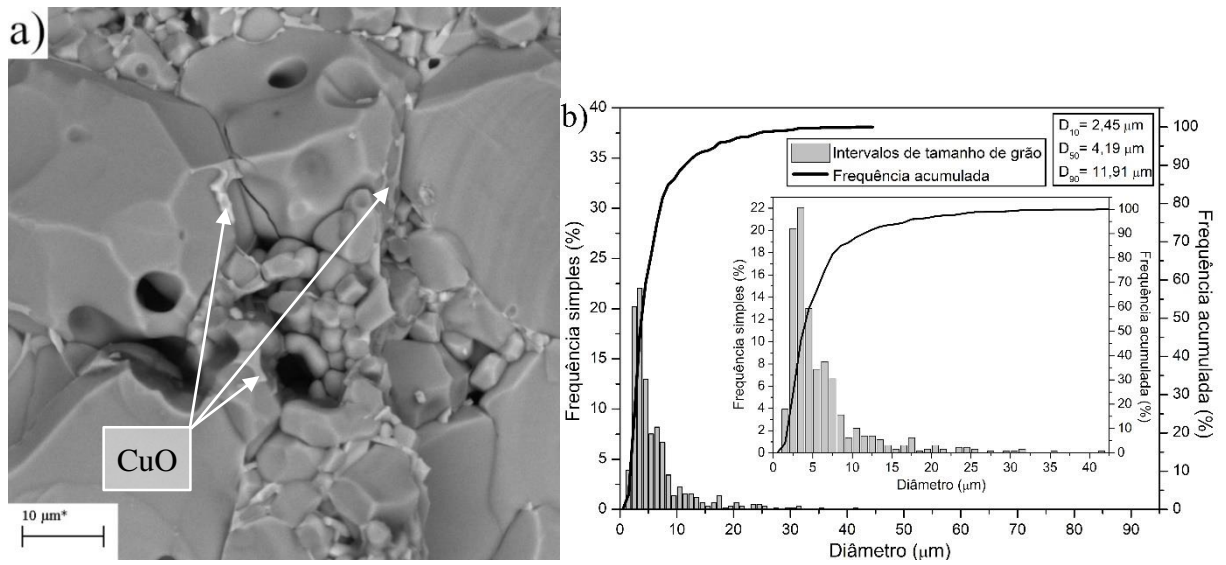 a)
CuO
10 µm*
b)
Frequência simples (%)
40
35
30
25
20
15
10
5
0
0 10 20 30 40 50 60 70 80 90
Diâmetro (µm)
100
90
80
70
60
50
40
30
20
10
0
Frequência acumulada (%)
Intervalos de tamanho de grão
Frequência acumulada
D10= 2,45 µm
D50= 4,19 µm
D90= 11,91 µm
Frequência simples (%)
22
20
18
16
14
12
10
8
6
4
2
0
0 5 10 15 20 25 30 35 40
Diâmetro (µm)
100
90
80
70
60
50
40
30
20
10
0
Frequência acumulada (%)